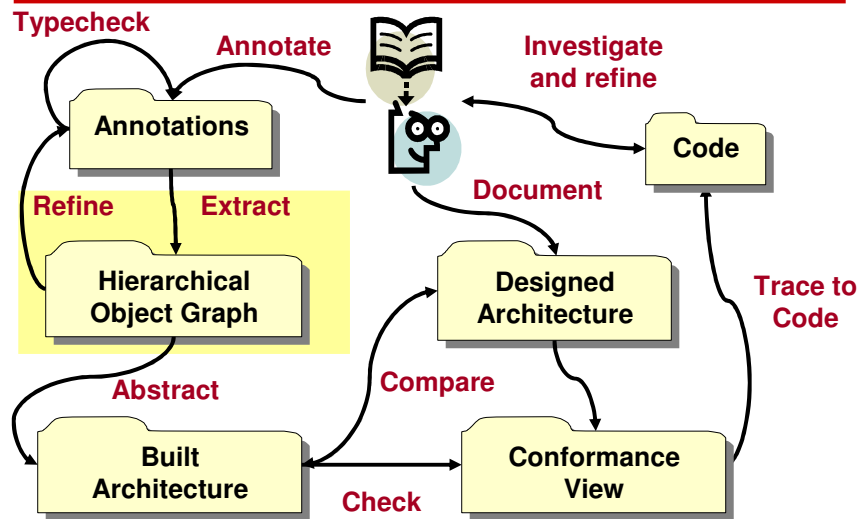 Typecheck
Annotate
Investigate
and refine
Annotations
Code
Document
Refine
Extract
Hierarchical
Object Graph
Designed
Architecture
Trace to
Code
Abstract
Compare
Built
Architecture
Conformance
View
Check